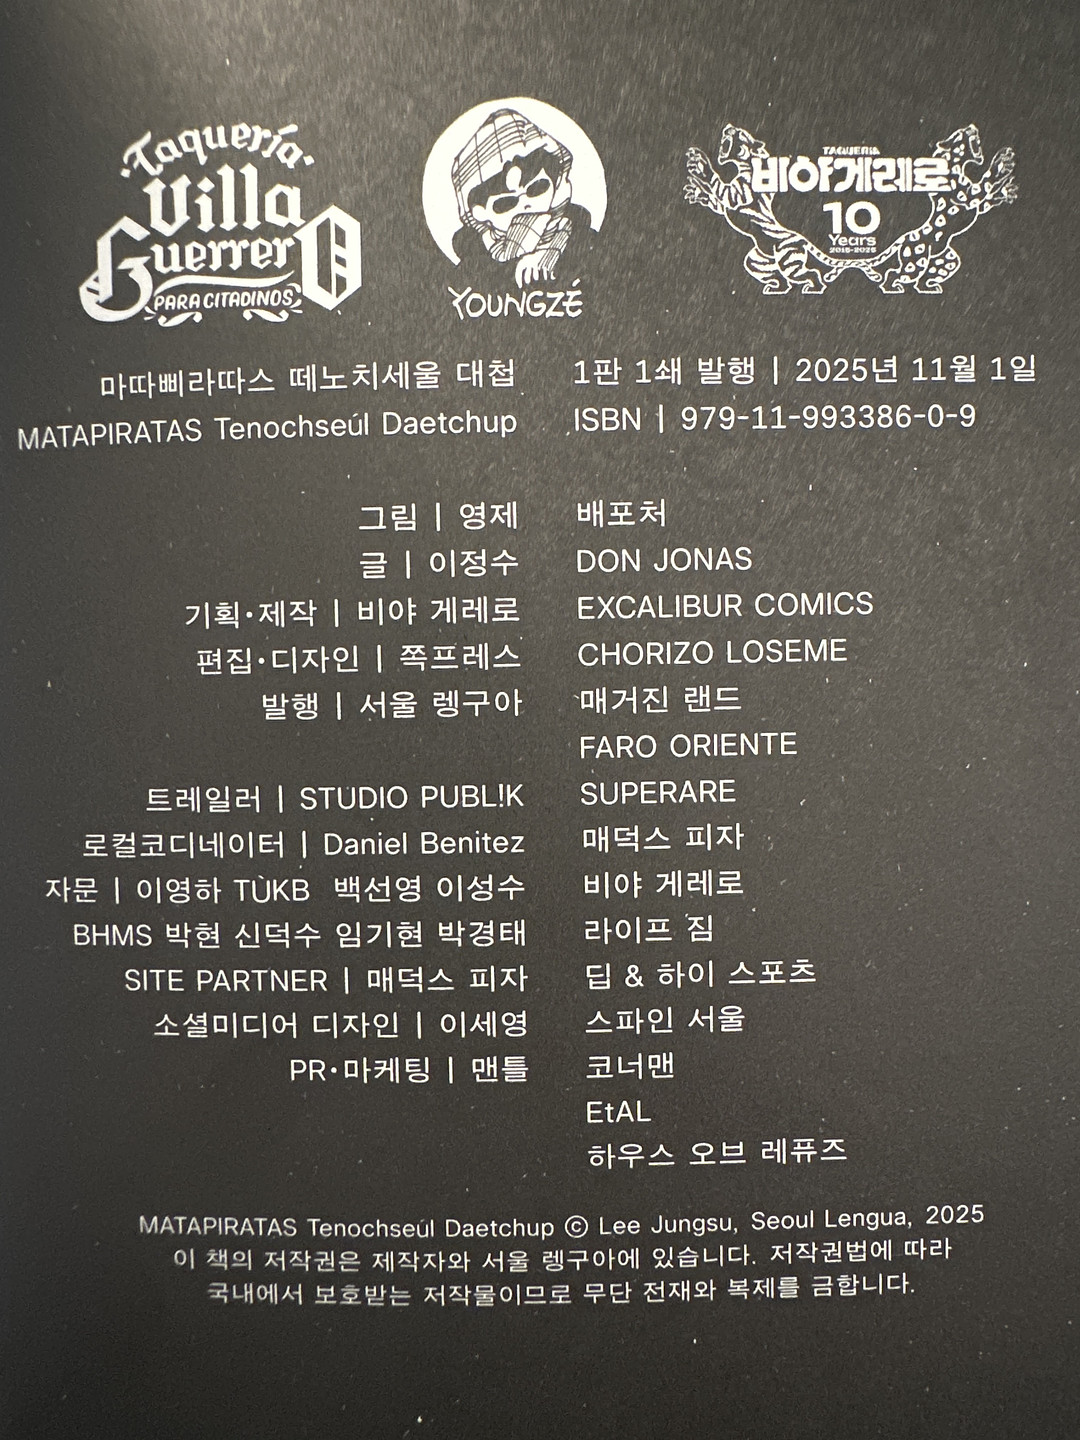 Taquería
Villa
Guerrero
PARA CITADINOS
YOUNGZÉ
TAQUERIA
비야게레로
10
Years
2015-2025
마따삐라따스 떼노치세울 대첩
MATAPIRATAS Tenochseúl Daetchup
1판 1쇄 발행 | 2025년 11월 1일
ISBN | 979-11-993386-0-9
그림 | 영제
글 | 이정수
기획·제작 | 비야 게레로
편집·디자인 | 쪽프레스
발행 | 서울 렝구아
트레일러 | STUDIO PUBL!K
로컬코디네이터 | Daniel Benitez
자문 | 이영하 TÙKB 백선영 이성수
BHMS 박현 신덕수 임기현 박경태
SITE PARTNER | 매덕스 피자
소셜미디어 디자인 | 이세영
PR·마케팅 | 맨틀
배포처
DON JONAS
EXCALIBUR COMICS
CHORIZO LOSEME
매거진 랜드
FARO ORIENTE
SUPERARE
매덕스 피자
비야 게레로
라이프 짐
딥 & 하이 스포츠
스파인 서울
코너맨
EtAL
하우스 오브 레퓨즈
MATAPIRATAS Tenochseúl Daetchup ⓒ Lee Jungsu, Seoul Lengua, 2025
이 책의 저작권은 제작자와 서울 렝구아에 있습니다. 저작권법에 따라
국내에서 보호받는 저작물이므로 무단 전재와 복제를 금합니다.